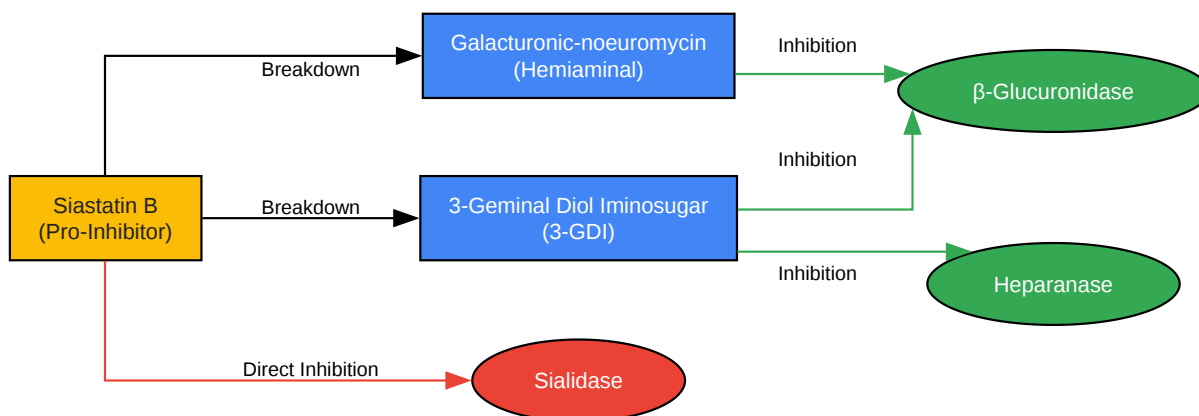 Galacturonic-noeuromycin
(Hemiaminal)
Inhibition
β-Glucuronidase
Breakdown
Inhibition
Siastatin B
(Pro-Inhibitor)
Breakdown
3-Geminal Diol Iminosugar
(3-GDI)
Inhibition
Heparanase
Direct Inhibition
Sialidase